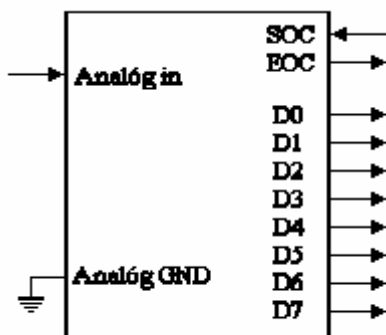 SOC
EOC
Analóg in
D0
D1
D2
D3
D4
D5
Analóg GND
D6
D7